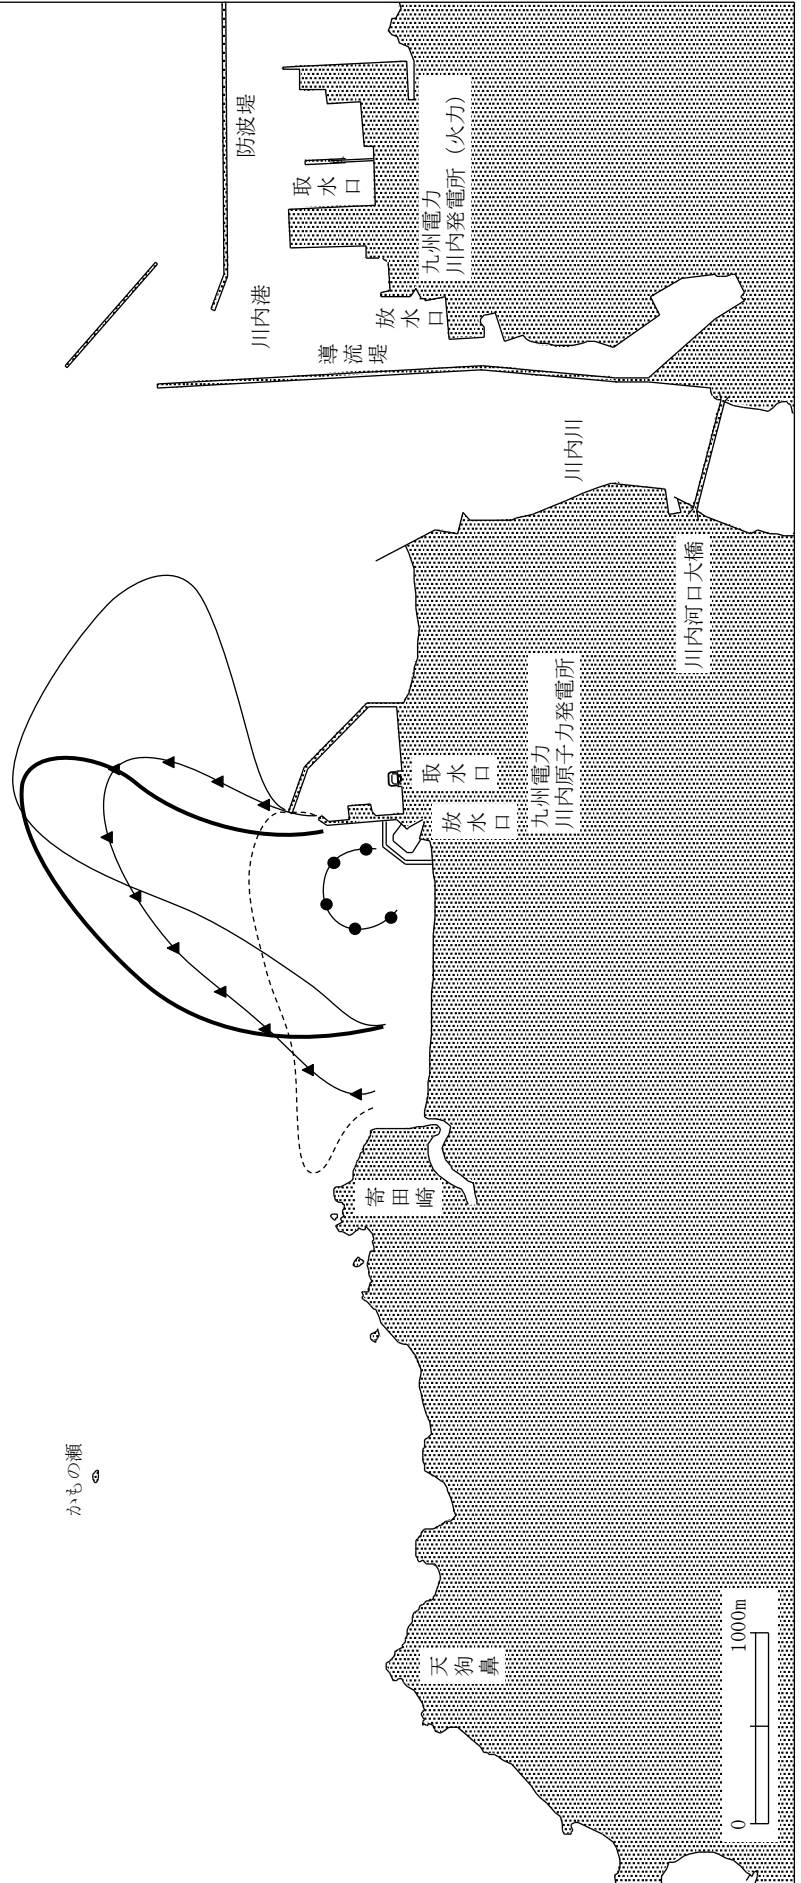 防波堤
取水口
九州電力
川内発電所（火力）
川内港
放水口
導流堤
川内川
川内河口大橋
九州電力
川内原子力発電所
取水口
放水口
寄田崎
かもの瀬
天狗鼻
0
1000m